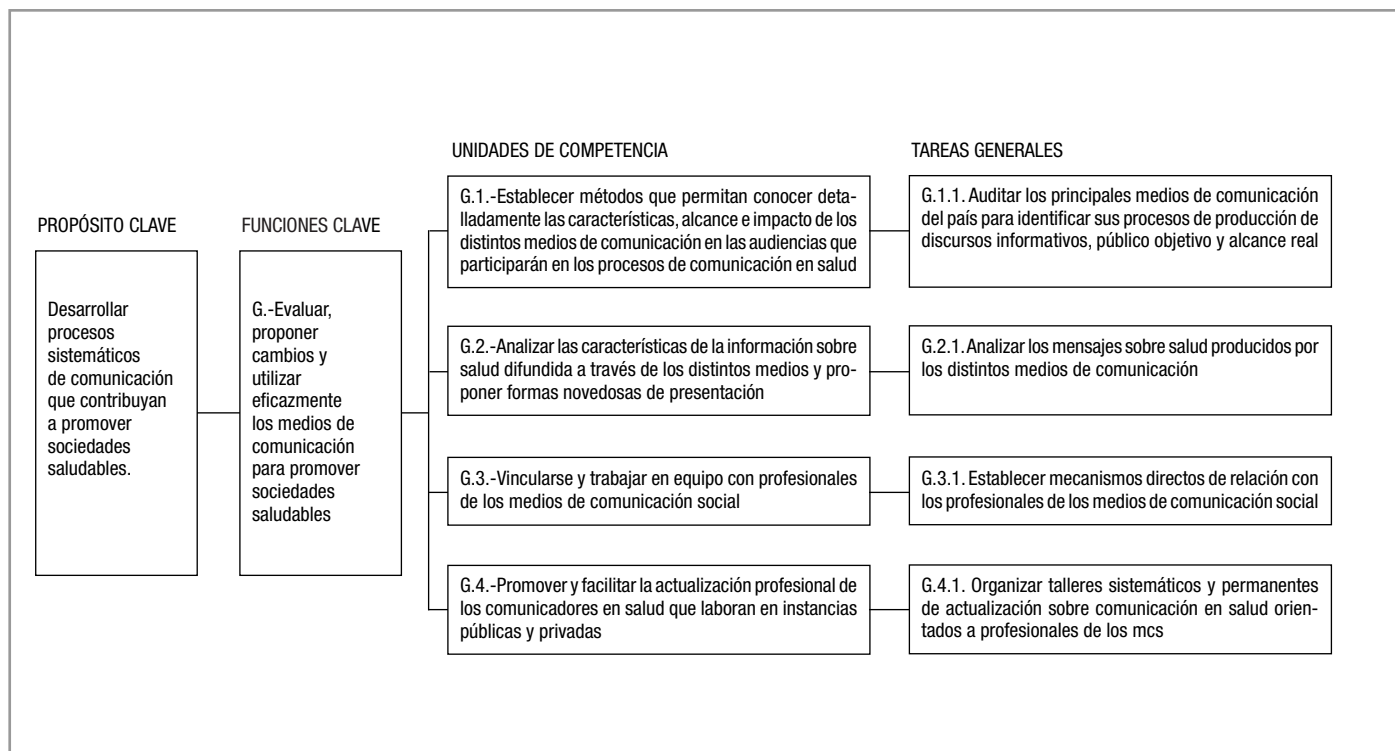 PROPÓSITO CLAVE
Desarrollar
procesos
sistemáticos
de comunicación
que contribuyan
a promover
sociedades
saludables.
FUNCIONES CLAVE
G.-Evaluar,
proponer
cambios y
utilizar
eficazmente
los medios de
comunicación
para promover
sociedades
saludables
UNIDADES DE COMPETENCIA
G.1.-Establecer métodos que permitan conocer deta-
lladamente las características, alcance e impacto de los
distintos medios de comunicación en las audiencias que
participarán en los procesos de comunicación en salud
G.2.-Analizar las características de la información sobre
salud difundida a través de los distintos medios y pro-
poner formas novedosas de presentación
G.3.-Vincularse y trabajar en equipo con profesionales
de los medios de comunicación social
G.4.-Promover y facilitar la actualización profesional de
los comunicadores en salud que laboran en instancias
públicas y privadas
TAREAS GENERALES
G.1.1. Auditar los principales medios de comunicación
del país para identificar sus procesos de producción de
discursos informativos, público objetivo y alcance real
G.2.1. Analizar los mensajes sobre salud producidos por
los distintos medios de comunicación
G.3.1. Establecer mecanismos directos de relación con
los profesionales de los medios de comunicación social
G.4.1. Organizar talleres sistemáticos y permanentes
de actualización sobre comunicación en salud orien-
tados a profesionales de los mcs